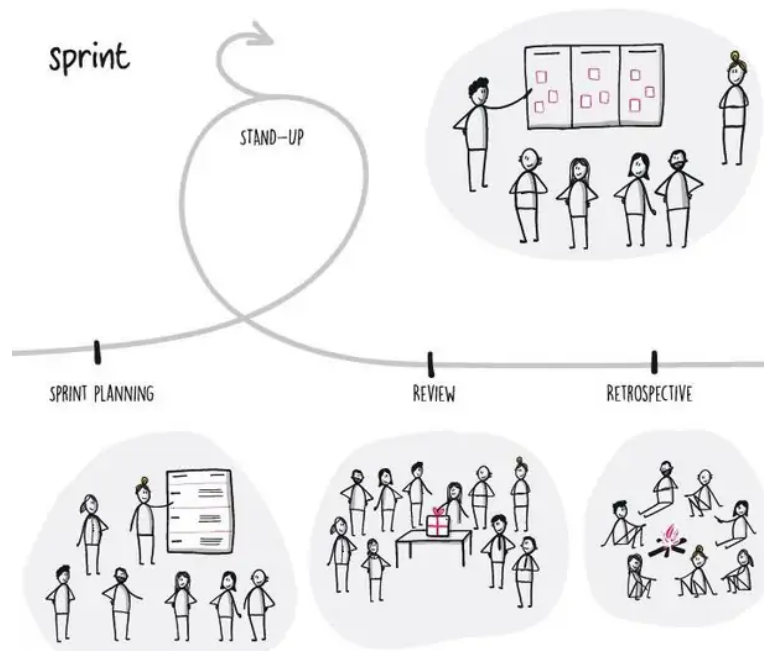 sprint
STAND-UP
SPRINT PLANNING
REVIEW
RETROSPECTIVE